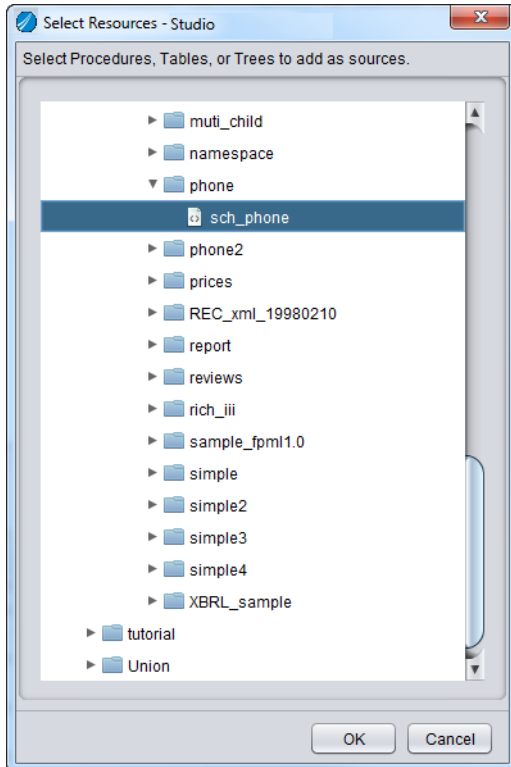 Select Resources - Studio
Select Procedures, Tables, or Trees to add as sources.
muti_child
namespace
phone
sch_phone
phone2
prices
REC_xml_19980210
report
reviews
rich_iii
sample_fpml1.0
simple
simple2
simple3
simple4
XBRL_sample
tutorial
Union
OK Cancel